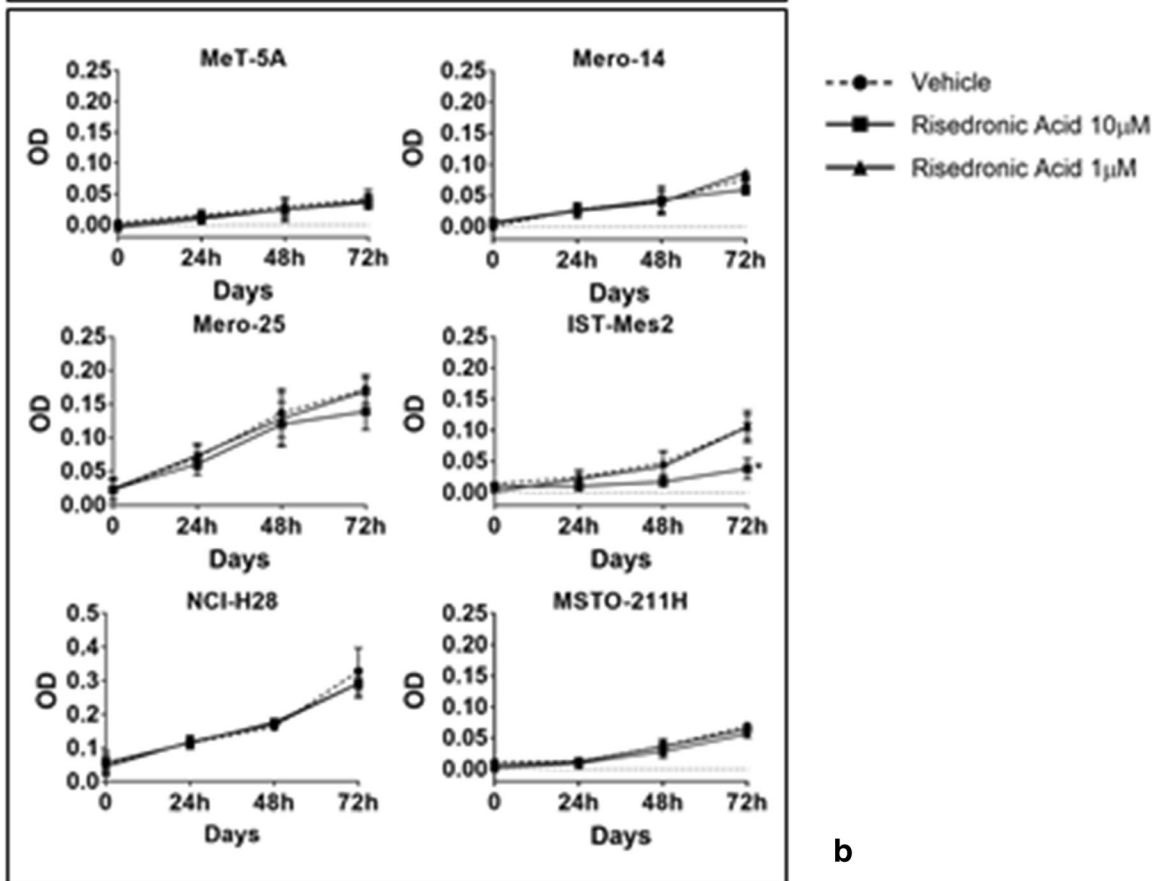 MeT-5A
0.25
0.20
0.15
0.10
0.05
0.00
OD
0 24h 48h 72h
Days
Mero-14
0.25
0.20
0.15
0.10
0.05
0.00
OD
0 24h 48h 72h
Days
Vehicle
Risedronic Acid 10µM
Risedronic Acid 1µM
Mero-25
0.25
0.20
0.15
0.10
0.05
0.00
OD
0 24h 48h 72h
Days
IST-Mes2
0.25
0.20
0.15
0.10
0.05
0.00
OD
*
0 24h 48h 72h
Days
NCI-H28
0.5
0.4
0.3
0.2
0.1
0.0
OD
0 24h 48h 72h
Days
MSTO-211H
0.25
0.20
0.15
0.10
0.05
0.00
OD
0 24h 48h 72h
Days
b